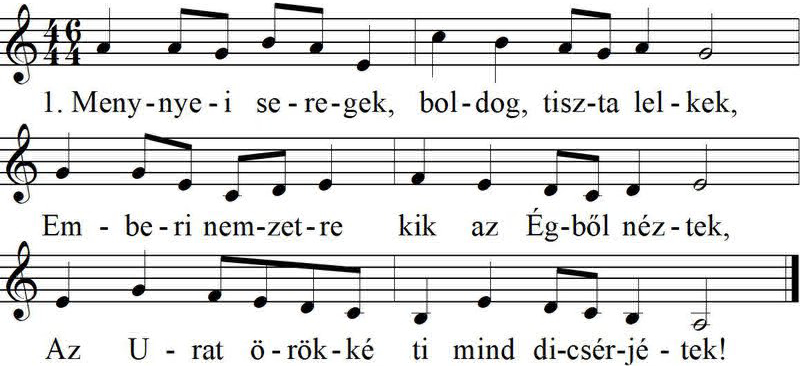 4 6
4 4
1. Meny-nye-i se-re-gek, bol-dog, tisz-ta lel-kek,
Em-be-ri nem-zet-re kik az Ég-ből néz-tek,
Az U-rat ö-rök-ké ti mind di-csér-jé-tek!